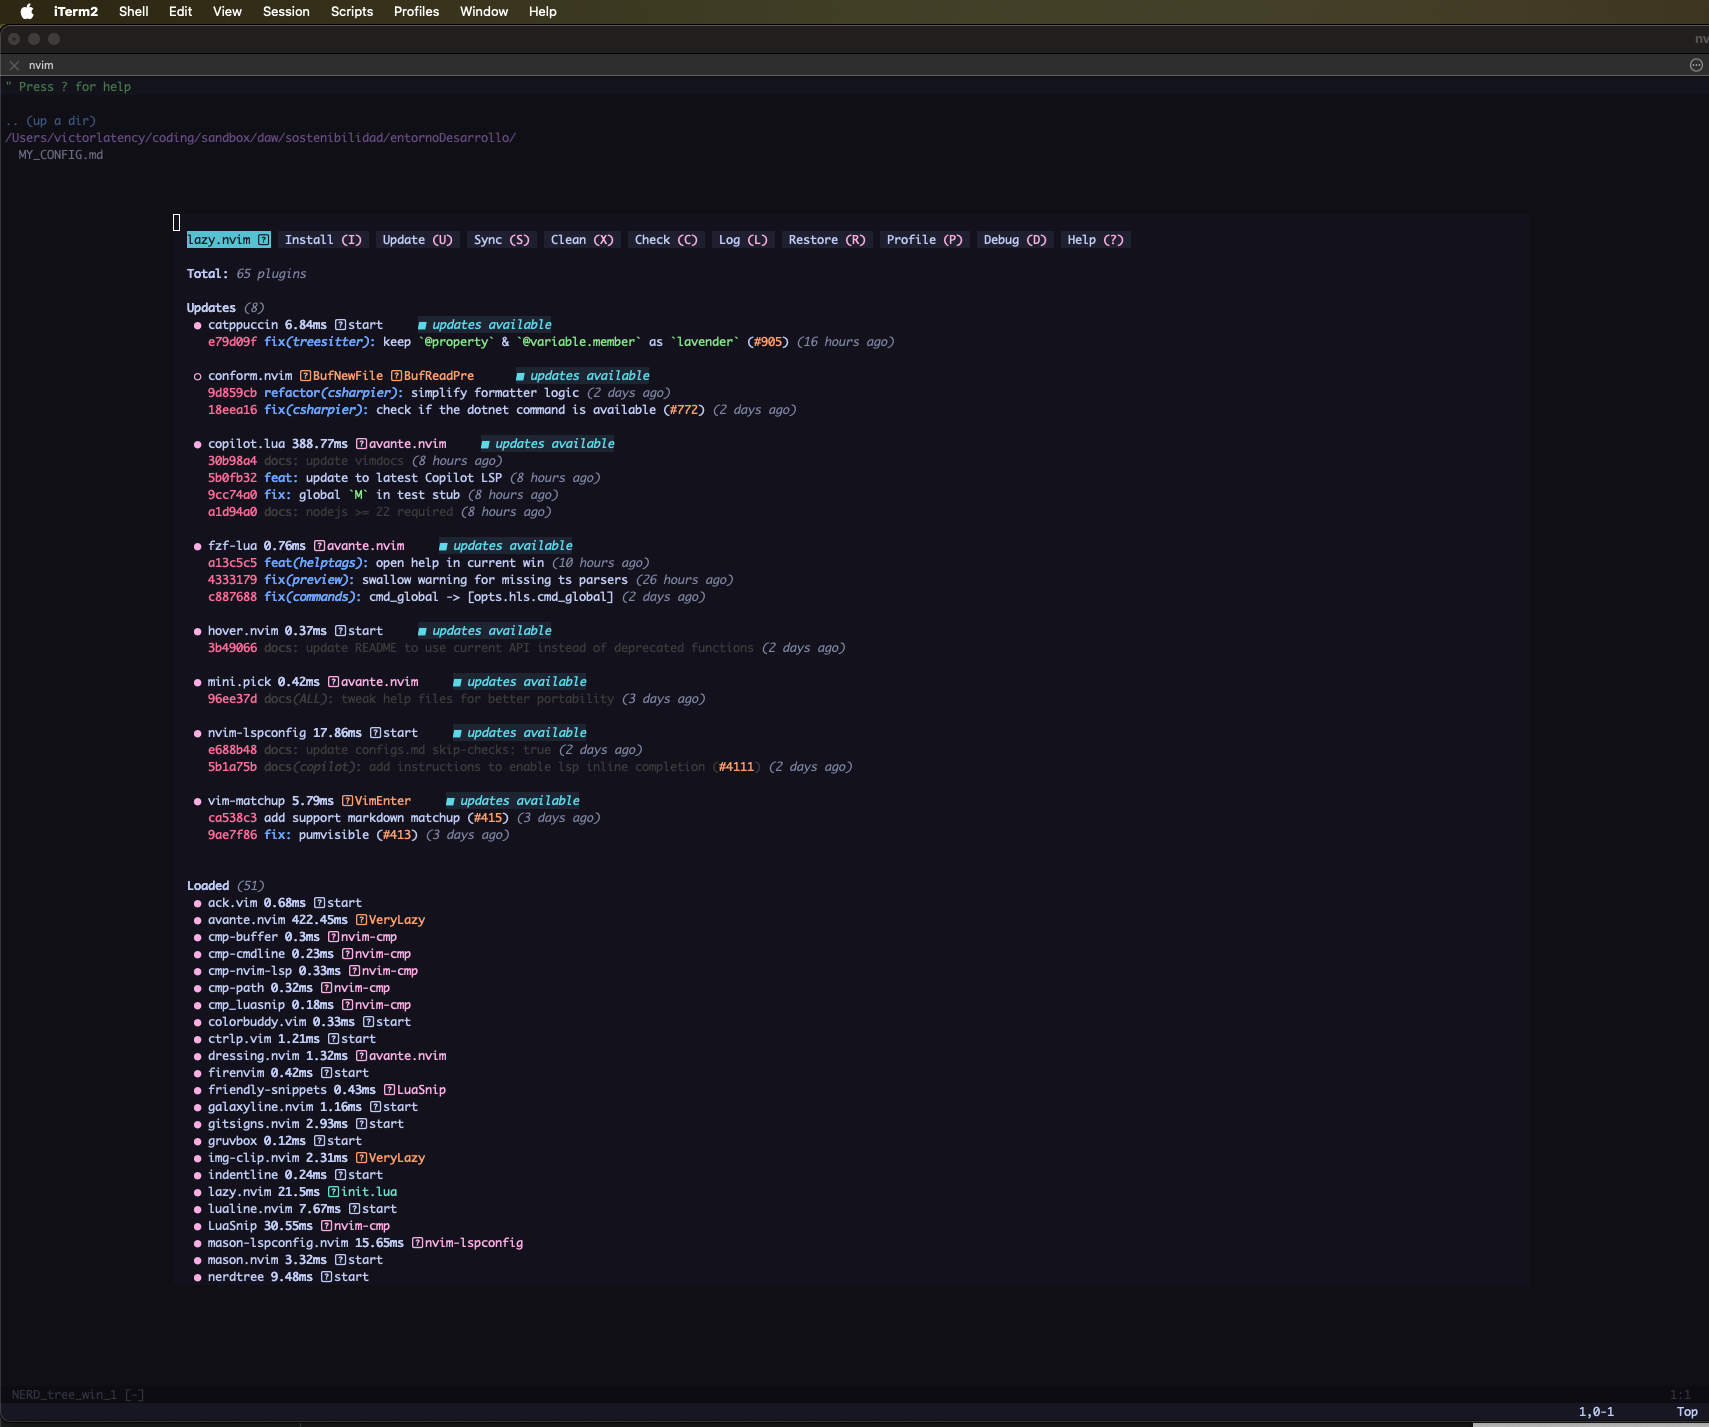 iTerm2 Shell Edit View Session Scripts Profiles Window Help
nvim
" Press ? for help
.. (up a dir)
/Users/victorlatency/coding/sandbox/daw/sostenibilidad/entornoDesarrollo/
MY_CONFIG.md
lazy.nvim Install (I) Update (U) Sync (S) Clean (X) Check (C) Log (L) Restore (R) Profile (P) Debug (D) Help (?)
Total: 65 plugins
Updates (8)
● catppuccin 6.84ms start ■ updates available
e79d09f fix(treesitter): keep `@property` & `@variable.member` as `lavender` (#905) (16 hours ago)
○ conform.nvim BufNewFile BufReadPre ■ updates available
9d859cb refactor(csharpier): simplify formatter logic (2 days ago)
18eea16 fix(csharpier): check if the dotnet command is available (#772) (2 days ago)
● copilot.lua 388.77ms avante.nvim ■ updates available
30b98a4 docs: update vimdocs (8 hours ago)
5b0fb32 feat: update to latest Copilot LSP (8 hours ago)
9cc74a0 fix: global `M` in test stub (8 hours ago)
a1d94a0 docs: nodejs >= 22 required (8 hours ago)
● fzf-lua 0.76ms avante.nvim ■ updates available
a13c5c5 feat(helptags): open help in current win (10 hours ago)
4333179 fix(preview): swallow warning for missing ts parsers (26 hours ago)
c887688 fix(commands): cmd_global -> [opts.hls.cmd_global] (2 days ago)
● hover.nvim 0.37ms start ■ updates available
3b49066 docs: update README to use current API instead of deprecated functions (2 days ago)
● mini.pick 0.42ms avante.nvim ■ updates available
96ee37d docs(ALL): tweak help files for better portability (3 days ago)
● nvim-lspconfig 17.86ms start ■ updates available
e688b48 docs: update configs.md skip-checks: true (2 days ago)
5b1a75b docs(copilot): add instructions to enable lsp inline completion (#4111) (2 days ago)
● vim-matchup 5.79ms VimEnter ■ updates available
ca538c3 add support markdown matchup (#415) (3 days ago)
9ae7f86 fix: pumvisible (#413) (3 days ago)
Loaded (51)
● ack.vim 0.68ms start
● avante.nvim 422.45ms VeryLazy
● cmp-buffer 0.3ms nvim-cmp
● cmp-cmdline 0.23ms nvim-cmp
● cmp-nvim-lsp 0.33ms nvim-cmp
● cmp-path 0.32ms nvim-cmp
● cmp_luasnip 0.18ms nvim-cmp
● colorbuddy.vim 0.33ms start
● ctrlp.vim 1.21ms start
● dressing.nvim 1.32ms avante.nvim
● firenvim 0.42ms start
● friendly-snippets 0.43ms LuaSnip
● galaxyline.nvim 1.16ms start
● gitsigns.nvim 2.93ms start
● gruvbox 0.12ms start
● img-clip.nvim 2.31ms VeryLazy
● indentline 0.24ms start
● lazy.nvim 21.5ms init.lua
● lualine.nvim 7.67ms start
● LuaSnip 30.55ms nvim-cmp
● mason-lspconfig.nvim 15.65ms nvim-lspconfig
● mason.nvim 3.32ms start
● nerdtree 9.48ms start
NERD_tree_win_1 [-] 1:1
1,0-1 Top